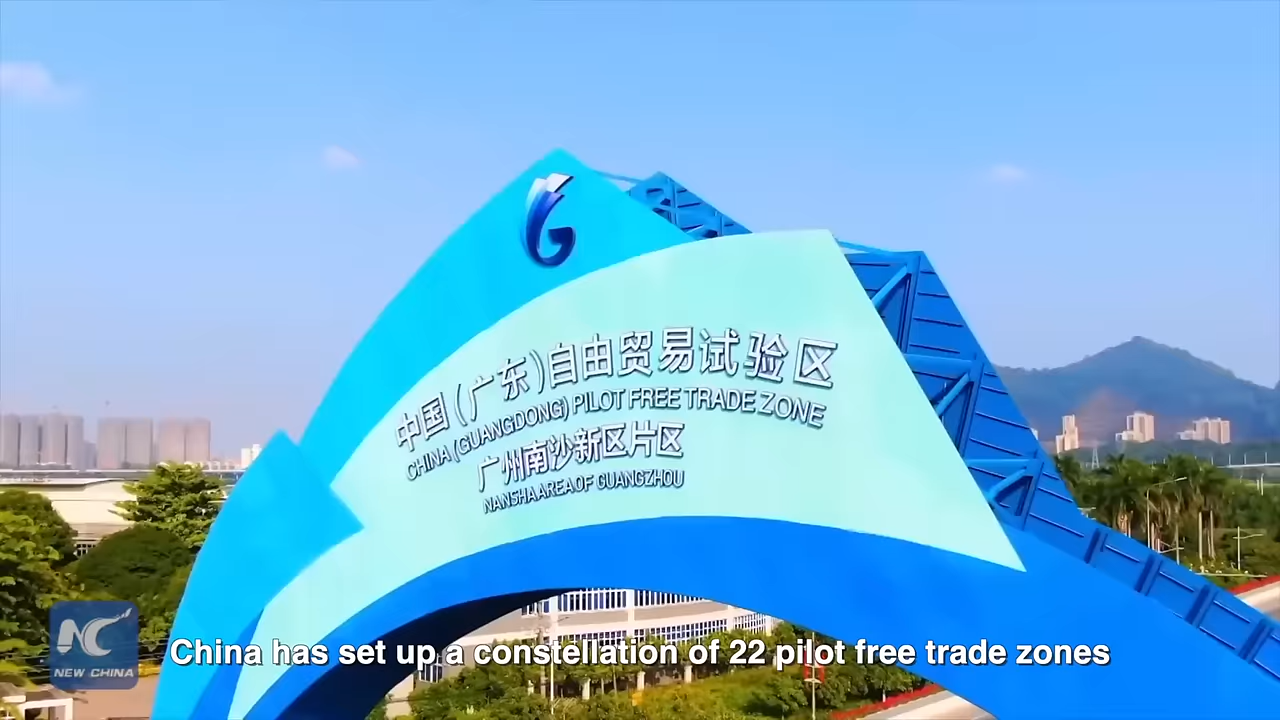 中国(广东)自由贸易试验区
CHINA (GUANGDONG) PILOT FREE TRADE ZONE
广州南沙新区片区
NANSHA AREA OF GUANGZHOU
NC
NEW CHINA
China has set up a constellation of 22 pilot free trade zones